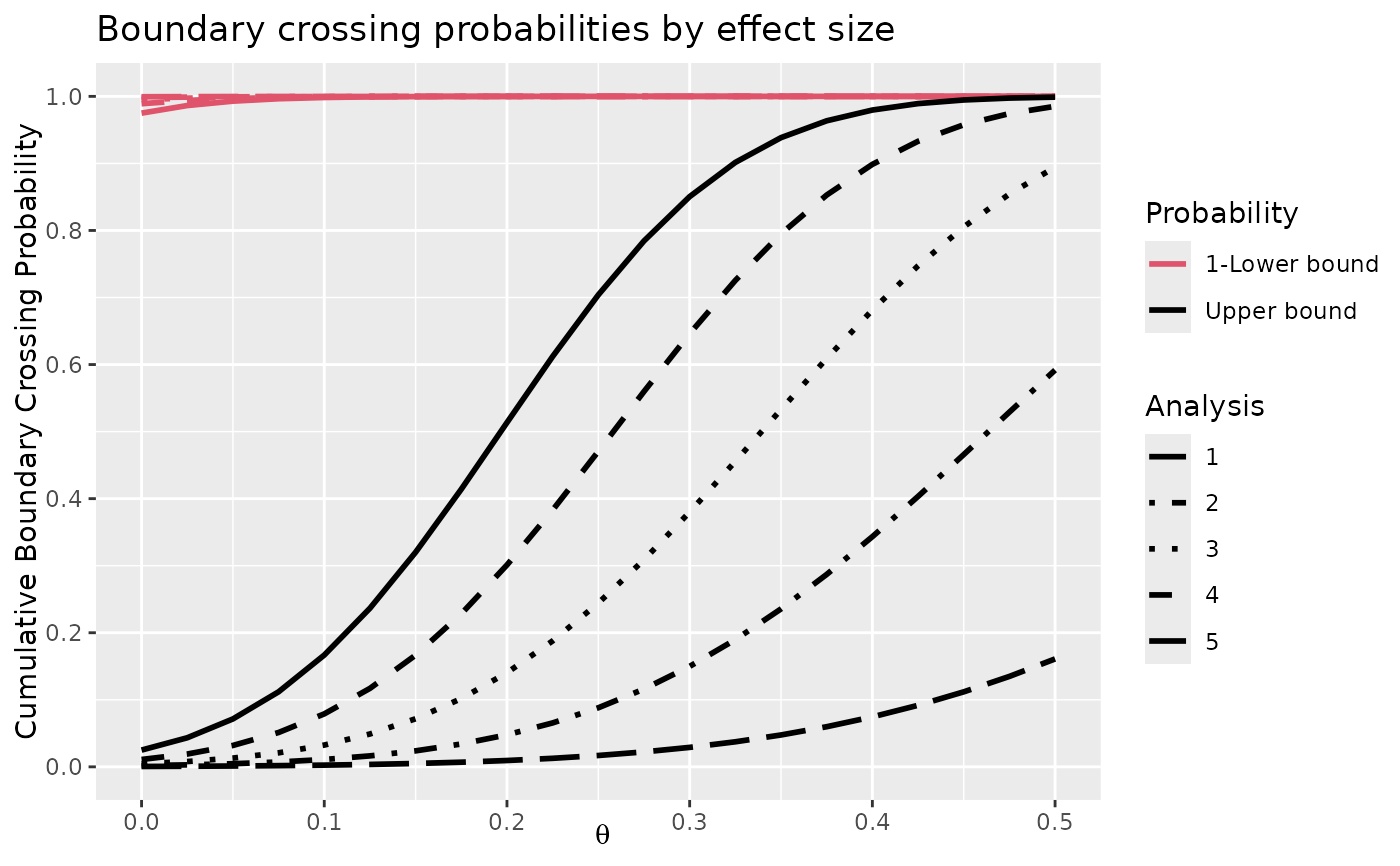 Boundary crossing probabilities by effect size
Cumulative Boundary Crossing Probability
1.0
0.8
0.6
0.4
0.2
0.0
0.0 0.1 0.2 0.3 0.4 0.5
θ
Probability
1-Lower bound
Upper bound
Analysis
1
2
3
4
5